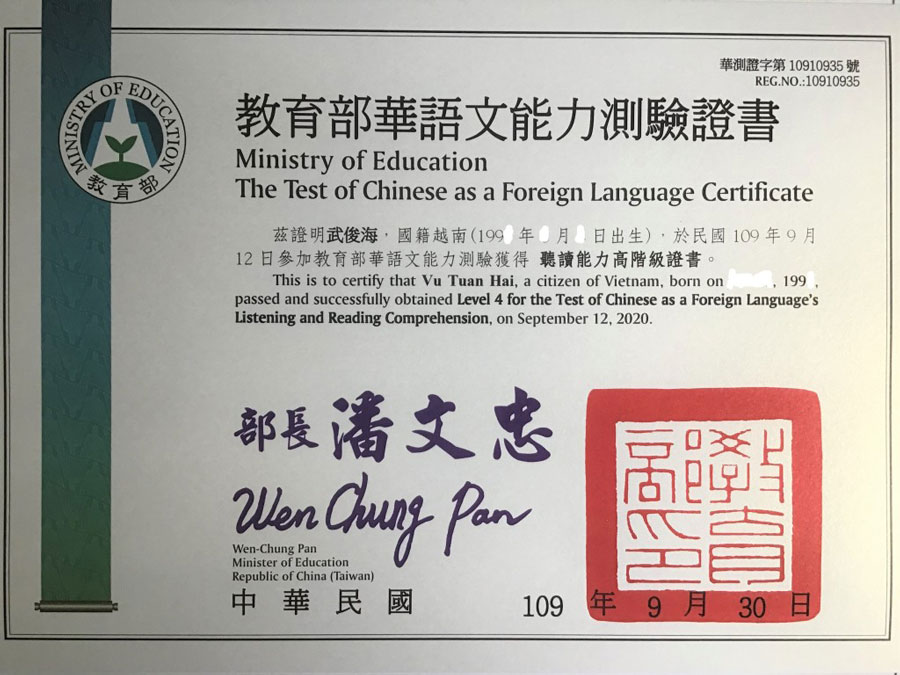 華測證字第 10910935 號
REG.NO.:10910935
MINISTRY OF EDUCATION
教育部
教育部華語文能力測驗證書
Ministry of Education
The Test of Chinese as a Foreign Language Certificate
茲證明武俊海，國籍越南(199 年 月 日出生)，於民國 109 年 9 月
12 日參加教育部華語文能力測驗獲得 聽讀能力高階級證書。
This is to certify that Vu Tuan Hai, a citizen of Vietnam, born on , 199 ,
passed and successfully obtained Level 4 for the Test of Chinese as a Foreign Language's
Listening and Reading Comprehension, on September 12, 2020.
部長 潘文忠
Wen Chung Pan
Wen-Chung Pan
Minister of Education
Republic of China (Taiwan)
教育部印
中華民國 109 年 9 月 30 日